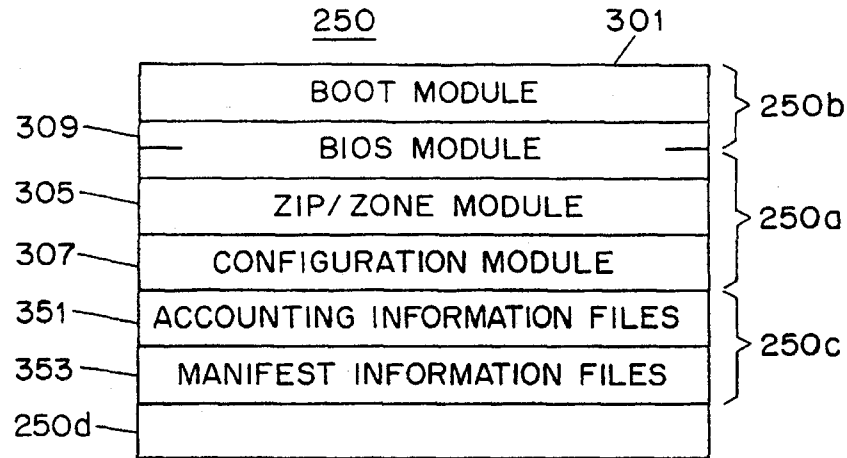 250 301
BOOT MODULE 250b
309 BIOS MODULE
305 ZIP/ZONE MODULE 250a
307 CONFIGURATION MODULE
351 ACCOUNTING INFORMATION FILES
250c
353 MANIFEST INFORMATION FILES
250d